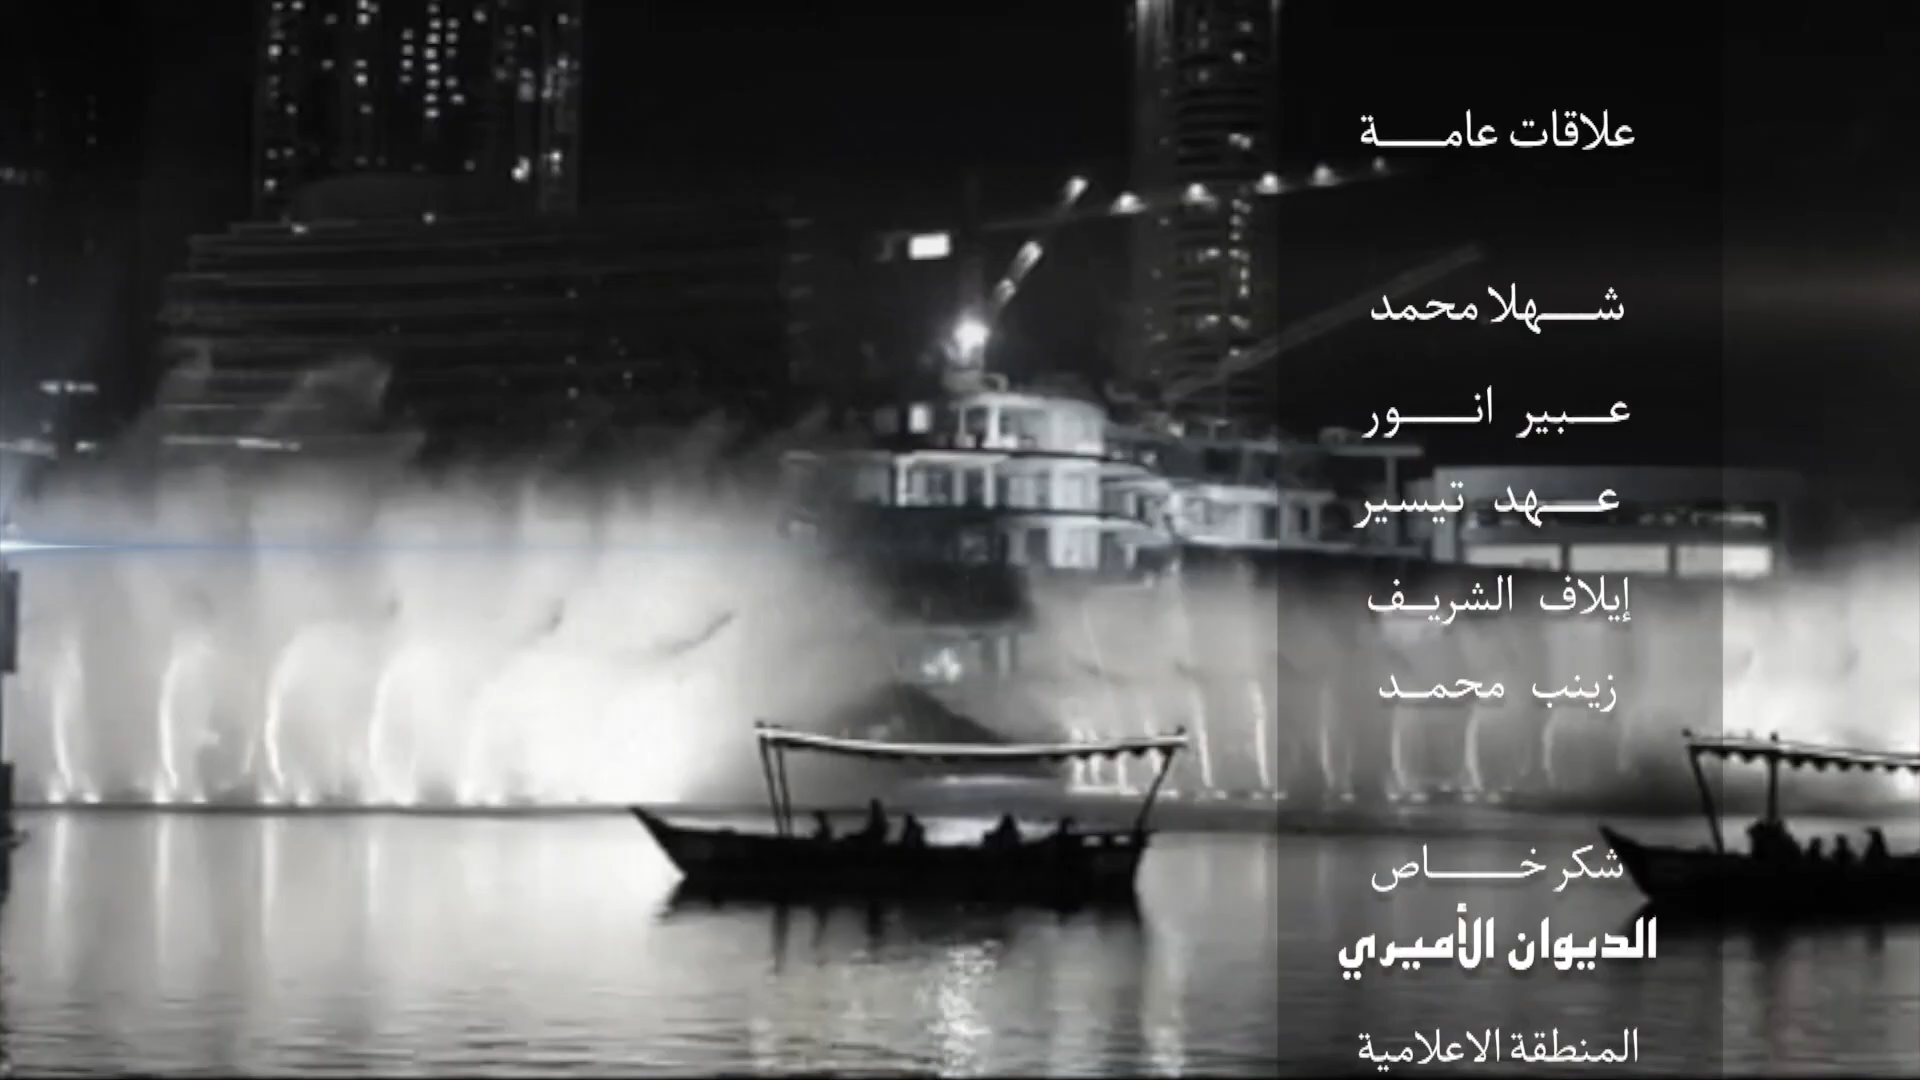 علاقات عامة
شهلا محمد
عبير انور
عهد تيسير
إيلاف الشريف
زينب محمد
شكر خاص
الديوان الأميري
المنطقة الاعلامية